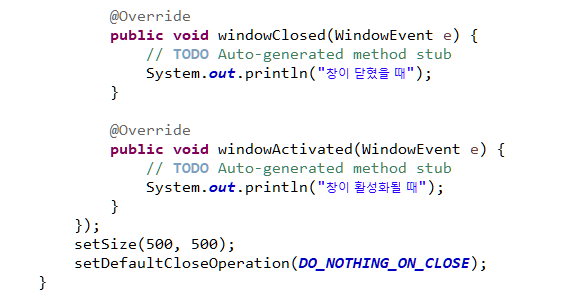 @Override
public void windowClosed(WindowEvent e) {
// TODO Auto-generated method stub
System.out.println("창이 닫혔을 때");
}
@Override
public void windowActivated(WindowEvent e) {
// TODO Auto-generated method stub
System.out.println("창이 활성화될 때");
}
});
setSize(500, 500);
setDefaultCloseOperation(DO_NOTHING_ON_CLOSE);
}